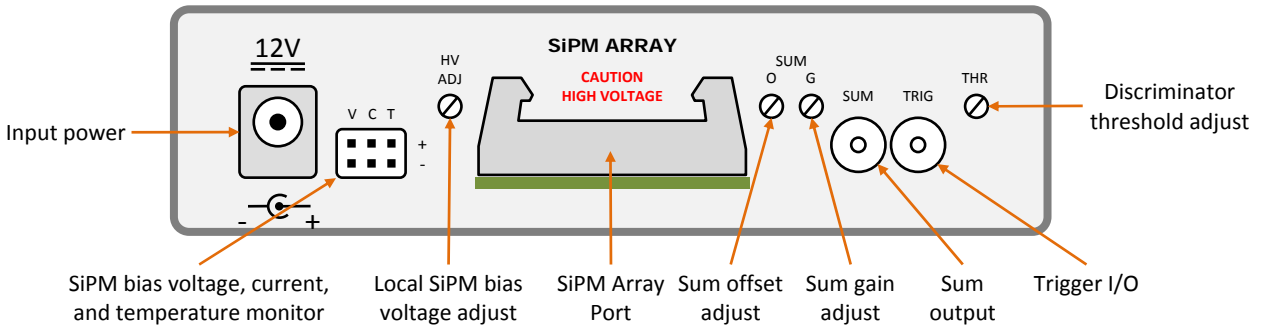 12V
SiPM ARRAY
CAUTION
HIGH VOLTAGE
HV
ADJ
SUM
O G
SUM
TRIG
THR
V C T
+
-
- +
Input power
Discriminator
threshold adjust
SiPM bias voltage, current,
and temperature monitor
Local SiPM bias
voltage adjust
SiPM Array
Port
Sum offset
adjust
Sum gain
adjust
Sum
output
Trigger I/O